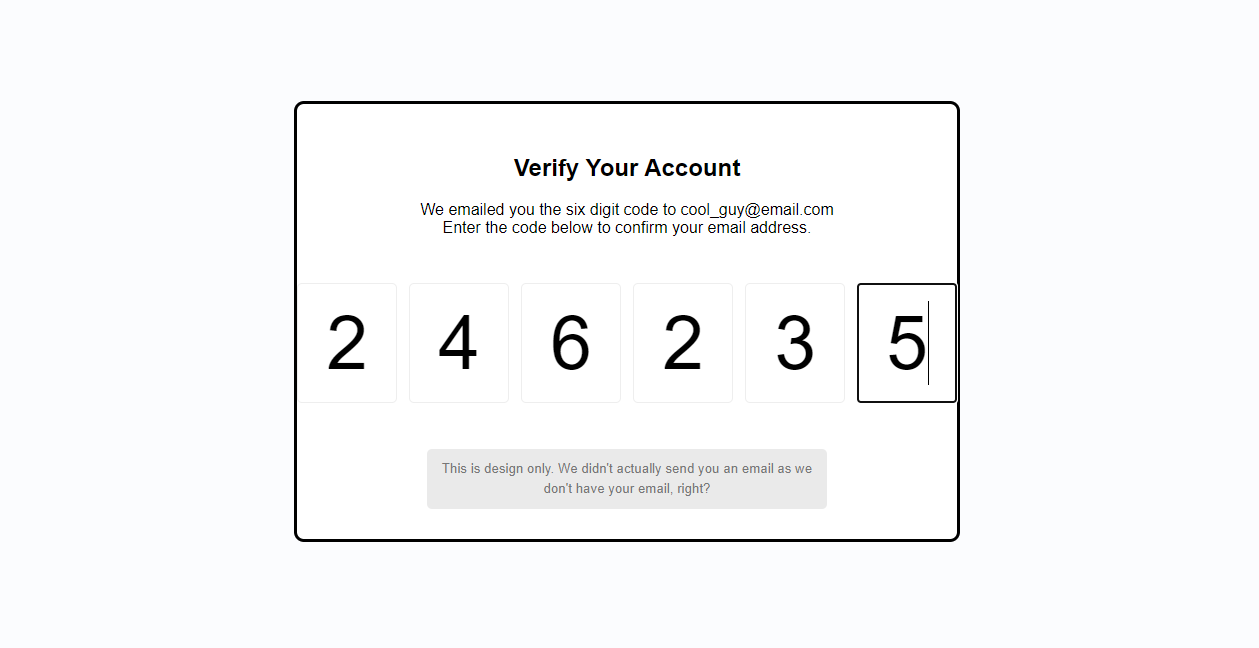 Verify Your Account
We emailed you the six digit code to cool_guy@email.com
Enter the code below to confirm your email address.
2 4 6 2 3 5
This is design only. We didn't actually send you an email as we
don't have your email, right?